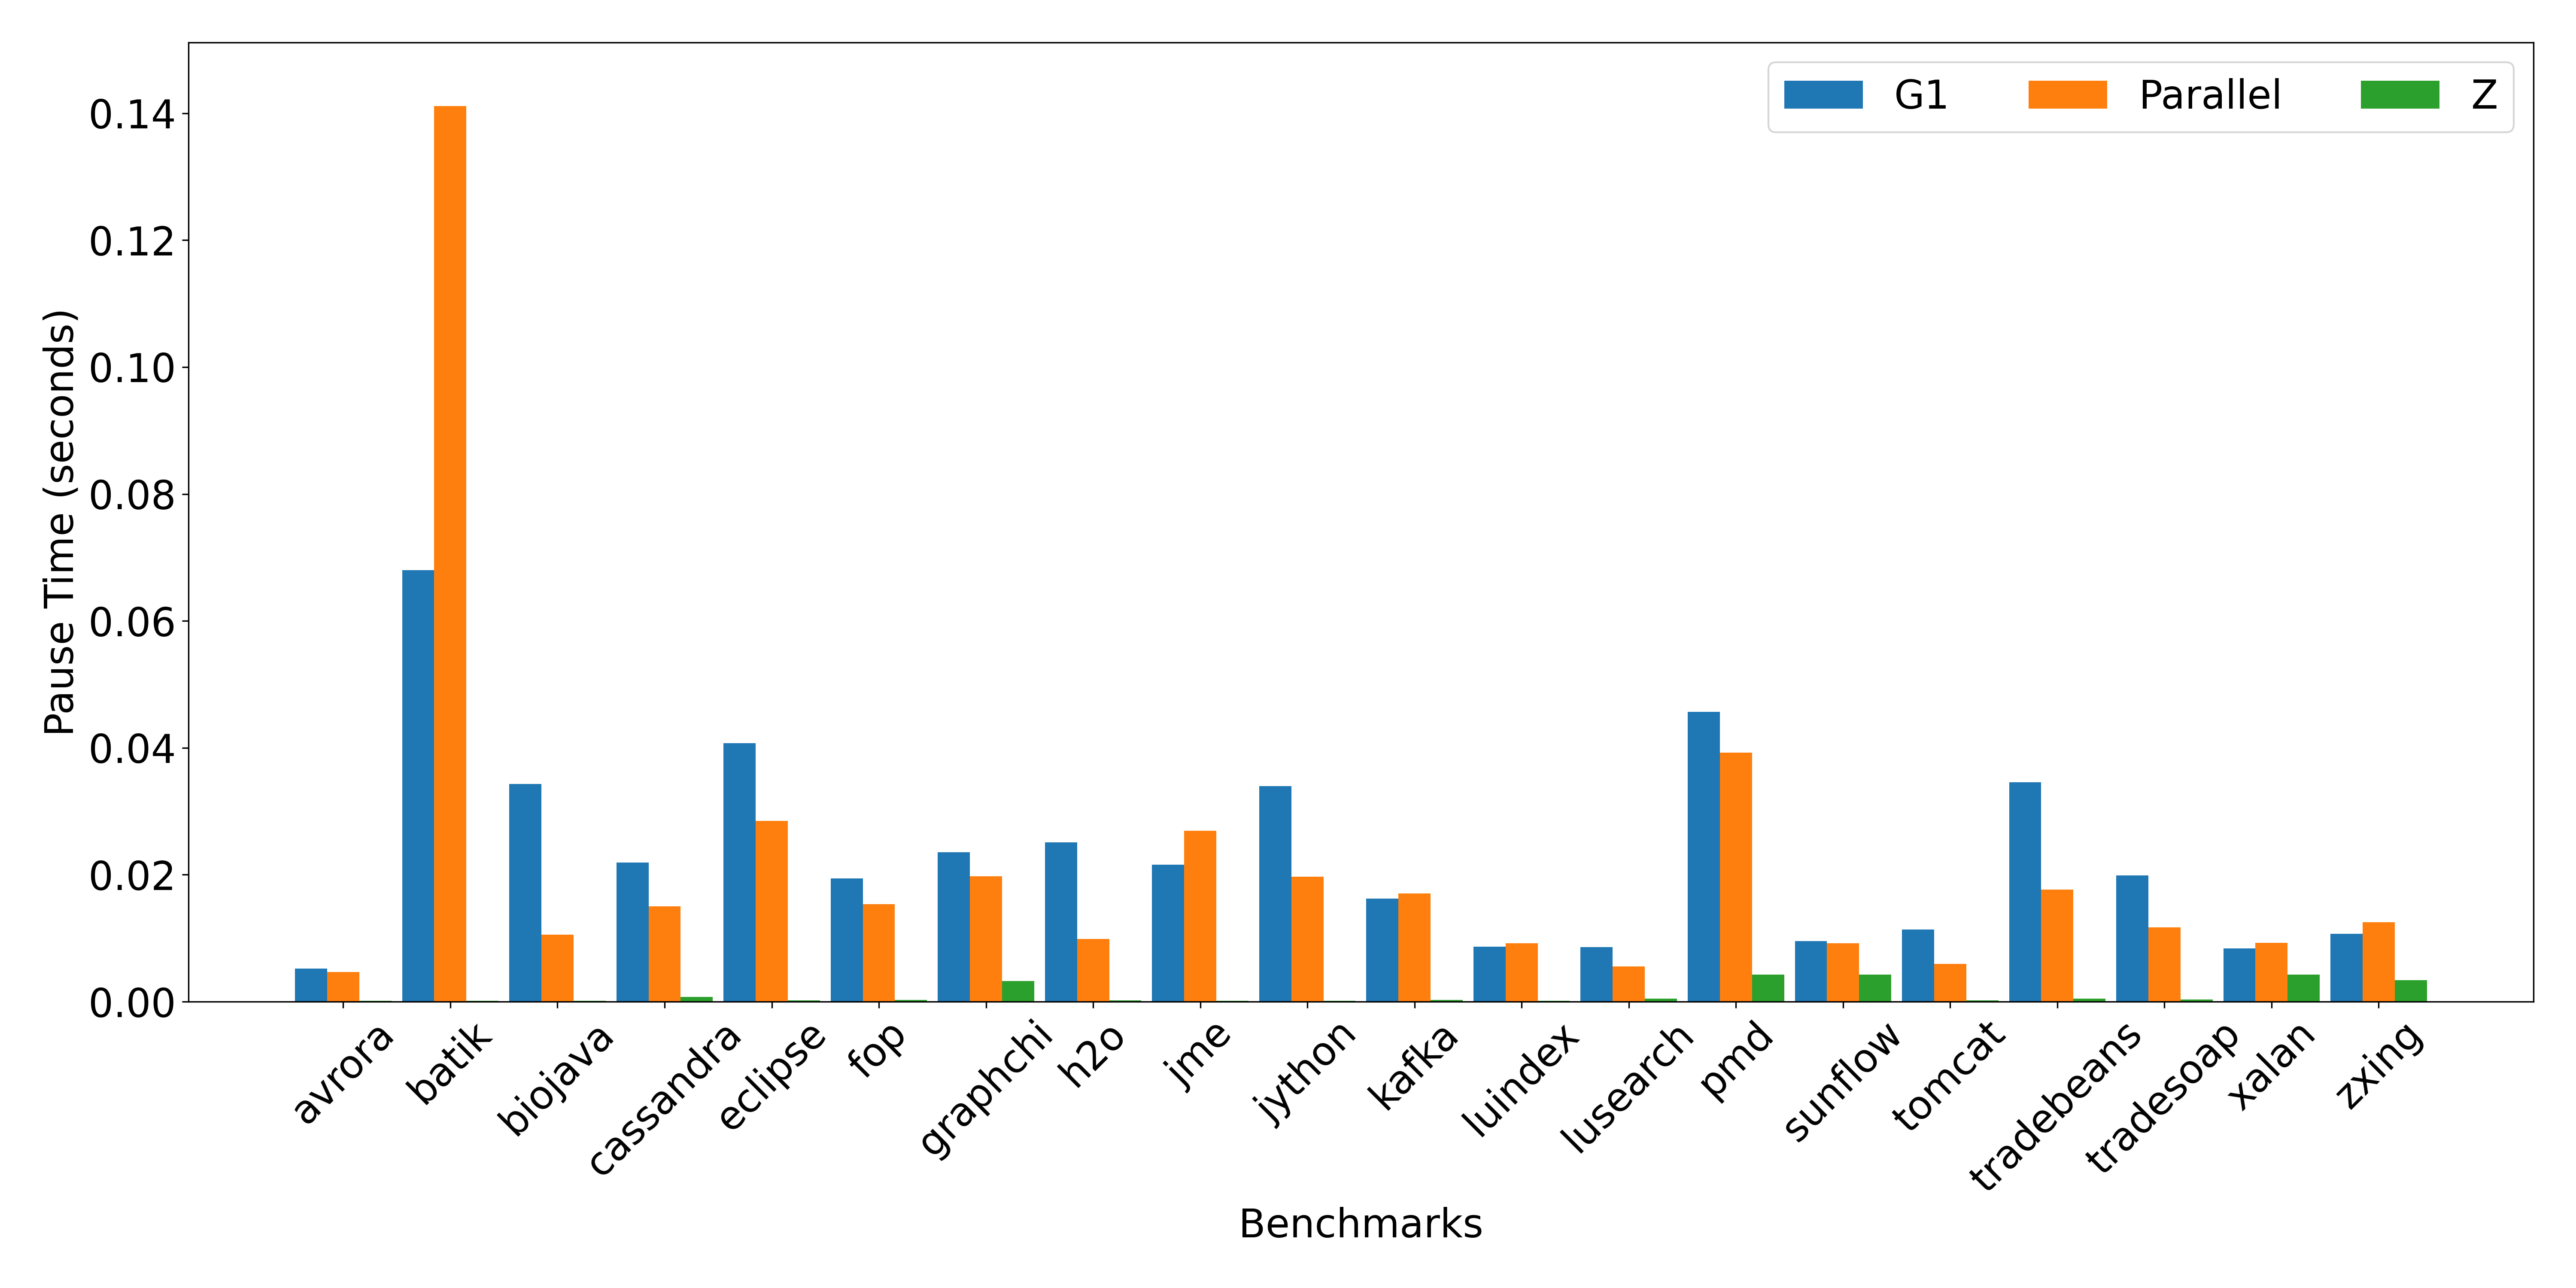 G1 Parallel Z
Pause Time (seconds)
0.14
0.12
0.10
0.08
0.06
0.04
0.02
0.00
avrora
batik
biojava
cassandra
eclipse
fop
graphchi
h2o
jme
jython
kafka
luindex
lusearch
pmd
sunflow
tomcat
tradebeans
tradesoap
xalan
zxing
Benchmarks